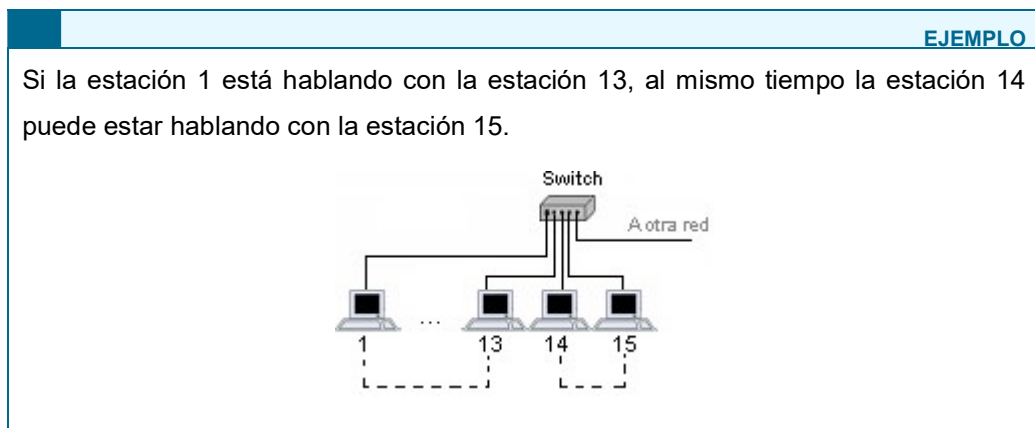 EJEMPLO
Si la estación 1 está hablando con la estación 13, al mismo tiempo la estación 14
puede estar hablando con la estación 15.
Switch
A otra red
...
1 13 14 15